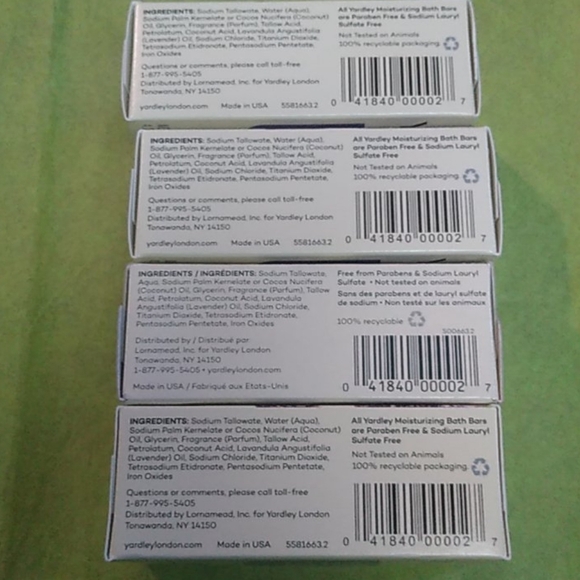 INGREDIENTS: Sodium Tallowate, Water (Aqua),
Sodium Palm Kernelate or Cocos Nucifera (Coconut)
Oil, Glycerin, Fragrance (Parfum), Tallow Acid,
Petrolatum, Coconut Acid, Lavandula Angustifolia
(Lavender) Oil, Sodium Chloride, Titanium Dioxide,
Tetrasodium Etidronate, Pentasodium Pentetate,
Iron Oxides
Questions or comments, please call toll-free
1-877-995-5405
Distributed by Lornamead, Inc. for Yardley London
Tonawanda, NY 14150
yardleylondon.com Made in USA 5581663.2
All Yardley Moisturizing Bath Bars
are Paraben Free & Sodium Lauryl
Sulfate Free
Not Tested on Animals
100% recyclable packaging
0 41840 00002 7
INGREDIENTS: Sodium Tallowate, Water (Aqua),
Sodium Palm Kernelate or Cocos Nucifera (Coconut)
Oil, Glycerin, Fragrance (Parfum), Tallow Acid,
Petrolatum, Coconut Acid, Lavandula Angustifolia
(Lavender) Oil, Sodium Chloride, Titanium Dioxide,
Tetrasodium Etidronate, Pentasodium Pentetate,
Iron Oxides
Questions or comments, please call toll-free
1-877-995-5405
Distributed by Lornamead, Inc. for Yardley London
Tonawanda, NY 14150
yardleylondon.com Made in USA 5581663.2
All Yardley Moisturizing Bath Bars
are Paraben Free & Sodium Lauryl
Sulfate Free
Not Tested on Animals
100% recyclable packaging
0 41840 00002 7
INGREDIENTS / INGRÉDIENTS: Sodium Tallowate,
Aqua, Sodium Palm Kernelate or Cocos Nucifera
(Coconut) Oil, Glycerin, Fragrance (Parfum), Tallow
Acid, Petrolatum, Coconut Acid, Lavandula
Angustifolia (Lavender) Oil, Sodium Chloride,
Titanium Dioxide, Tetrasodium Etidronate,
Pentasodium Pentetate, Iron Oxides
Distributed by / Distribué par
Lornamead, Inc. for Yardley London
Tonawanda, NY 14150
1-877-995-5405 • yardleylondon.com
Made in USA / Fabriqué aux Etats-Unix
Free from Parabens & Sodium Lauryl
Sulfate • Not tested on animals
Sans des parabens et de lauryl sulfate
de sodium • Non testé sur les animaux
100% recyclable
0 41840 00002 7
INGREDIENTS: Sodium Tallowate, Water (Aqua),
Sodium Palm Kernelate or Cocos Nucifera (Coconut)
Oil, Glycerin, Fragrance (Parfum), Tallow Acid,
Petrolatum, Coconut Acid, Lavandula Angustifolia
(Lavender) Oil, Sodium Chloride, Titanium Dioxide,
Tetrasodium Etidronate, Pentasodium Pentetate,
Iron Oxides
Questions or comments, please call toll-free
1-877-995-5405
Distributed by Lornamead, Inc. for Yardley London
Tonawanda, NY 14150
yardleylondon.com Made in USA 5581663.2
All Yardley Moisturizing Bath Bars
are Paraben Free & Sodium Lauryl
Sulfate Free
Not Tested on Animals
100% recyclable packaging
0 41840 00002 7